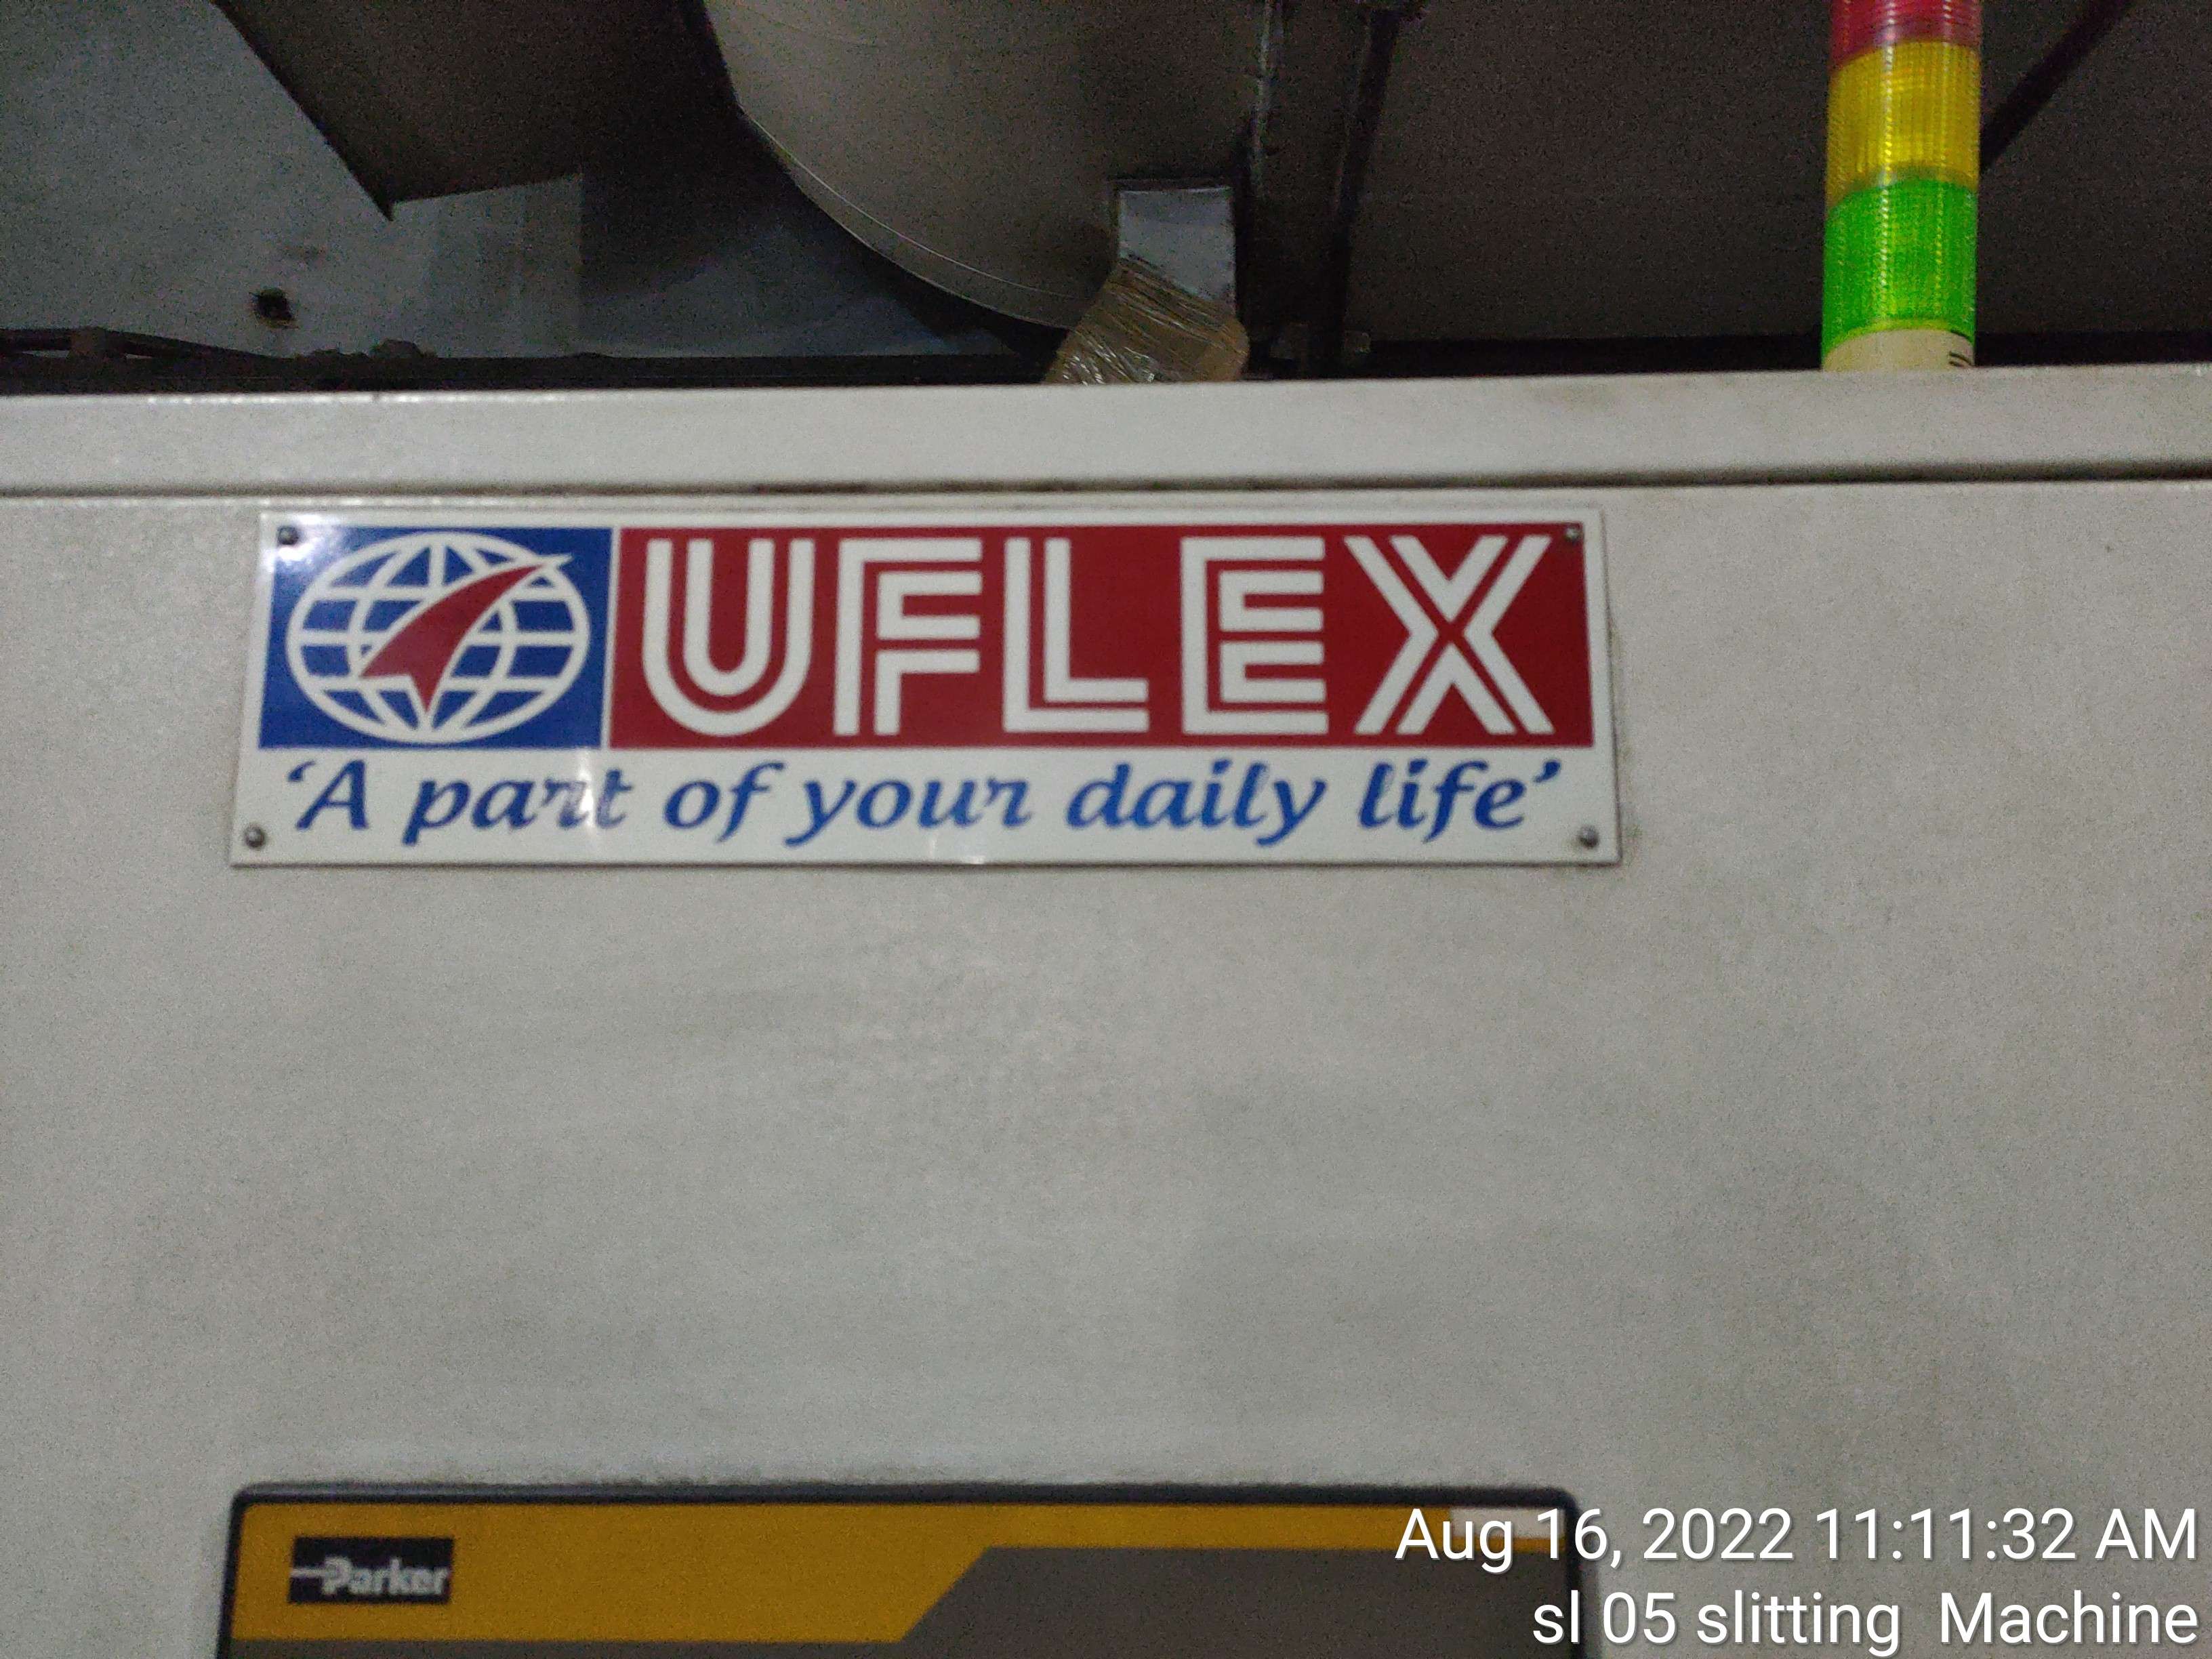 UFLEX
‘A part of your daily life’
Parker
Aug 16, 2022 11:11:32 AM
sl 05 slitting  Machine